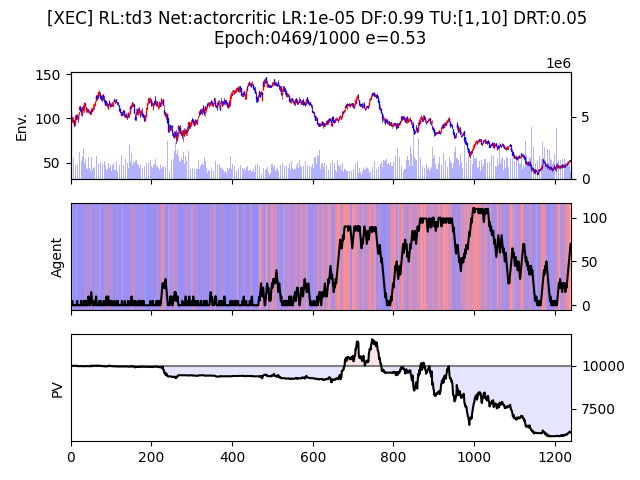 [XEC] RL:td3 Net:actorcritic LR:1e-05 DF:0.99 TU:[1,10] DRT:0.05
Epoch:0469/1000 e=0.53
1e6
150
100
50
Env.
5
0
Agent
100
50
0
PV
10000
7500
0
200
400
600
800
1000
1200